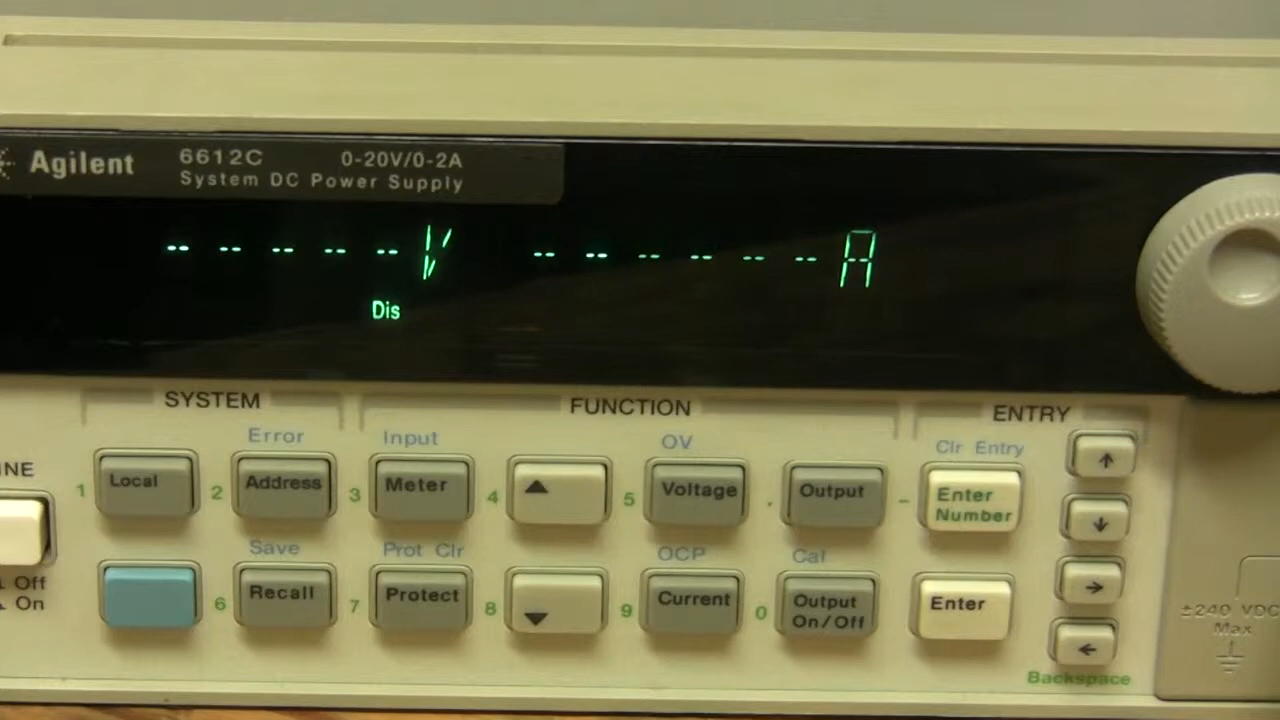 Agilent
6612C 0-20V/0-2A
System DC Power Supply
-----V ------A
Dis
SYSTEM FUNCTION ENTRY
Error Input OV Clr Entry
1 Local 2 Address 3 Meter 4 ▲ 5 Voltage . Output - Enter Number ↑
↓
Save Prot Clr OCP Cal
6 Recall 7 Protect 8 ▼ 9 Current 0 Output On/Off Enter →
←
Backspace
Off
On
±240 VDC
Max